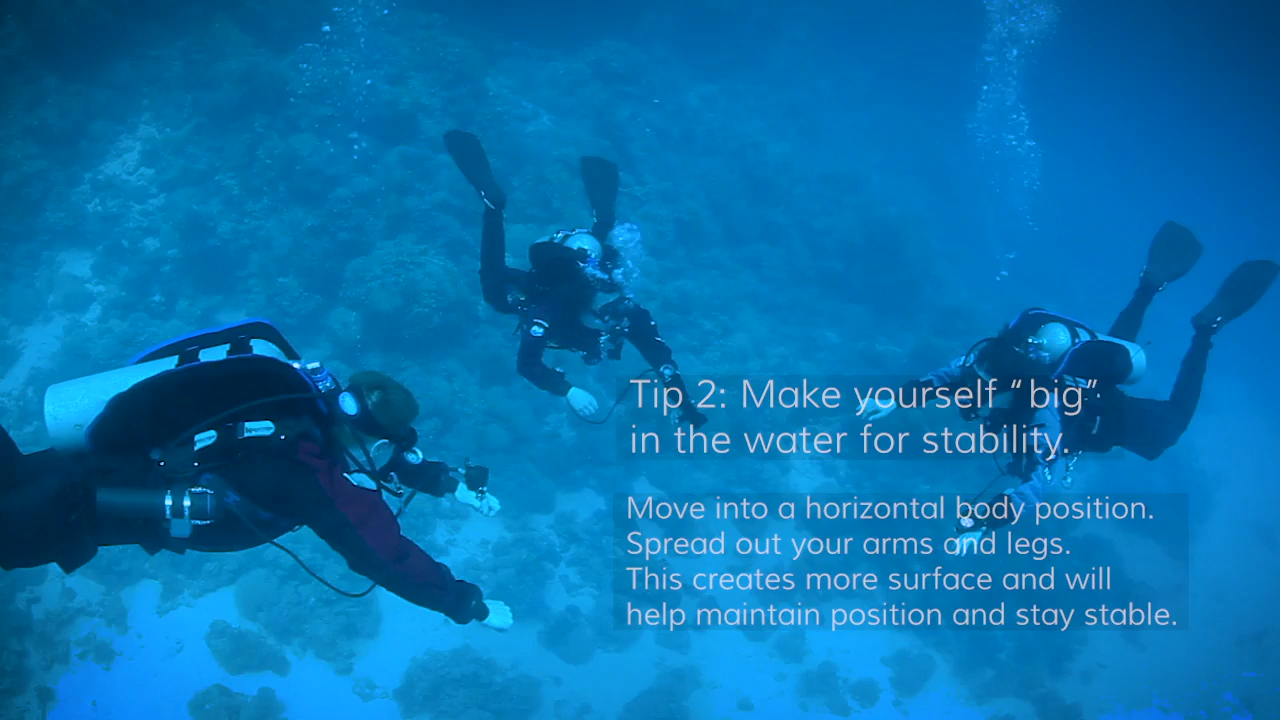 Tip 2: Make yourself “big”
in the water for stability.
Move into a horizontal body position.
Spread out your arms and legs.
This creates more surface and will
help maintain position and stay stable.